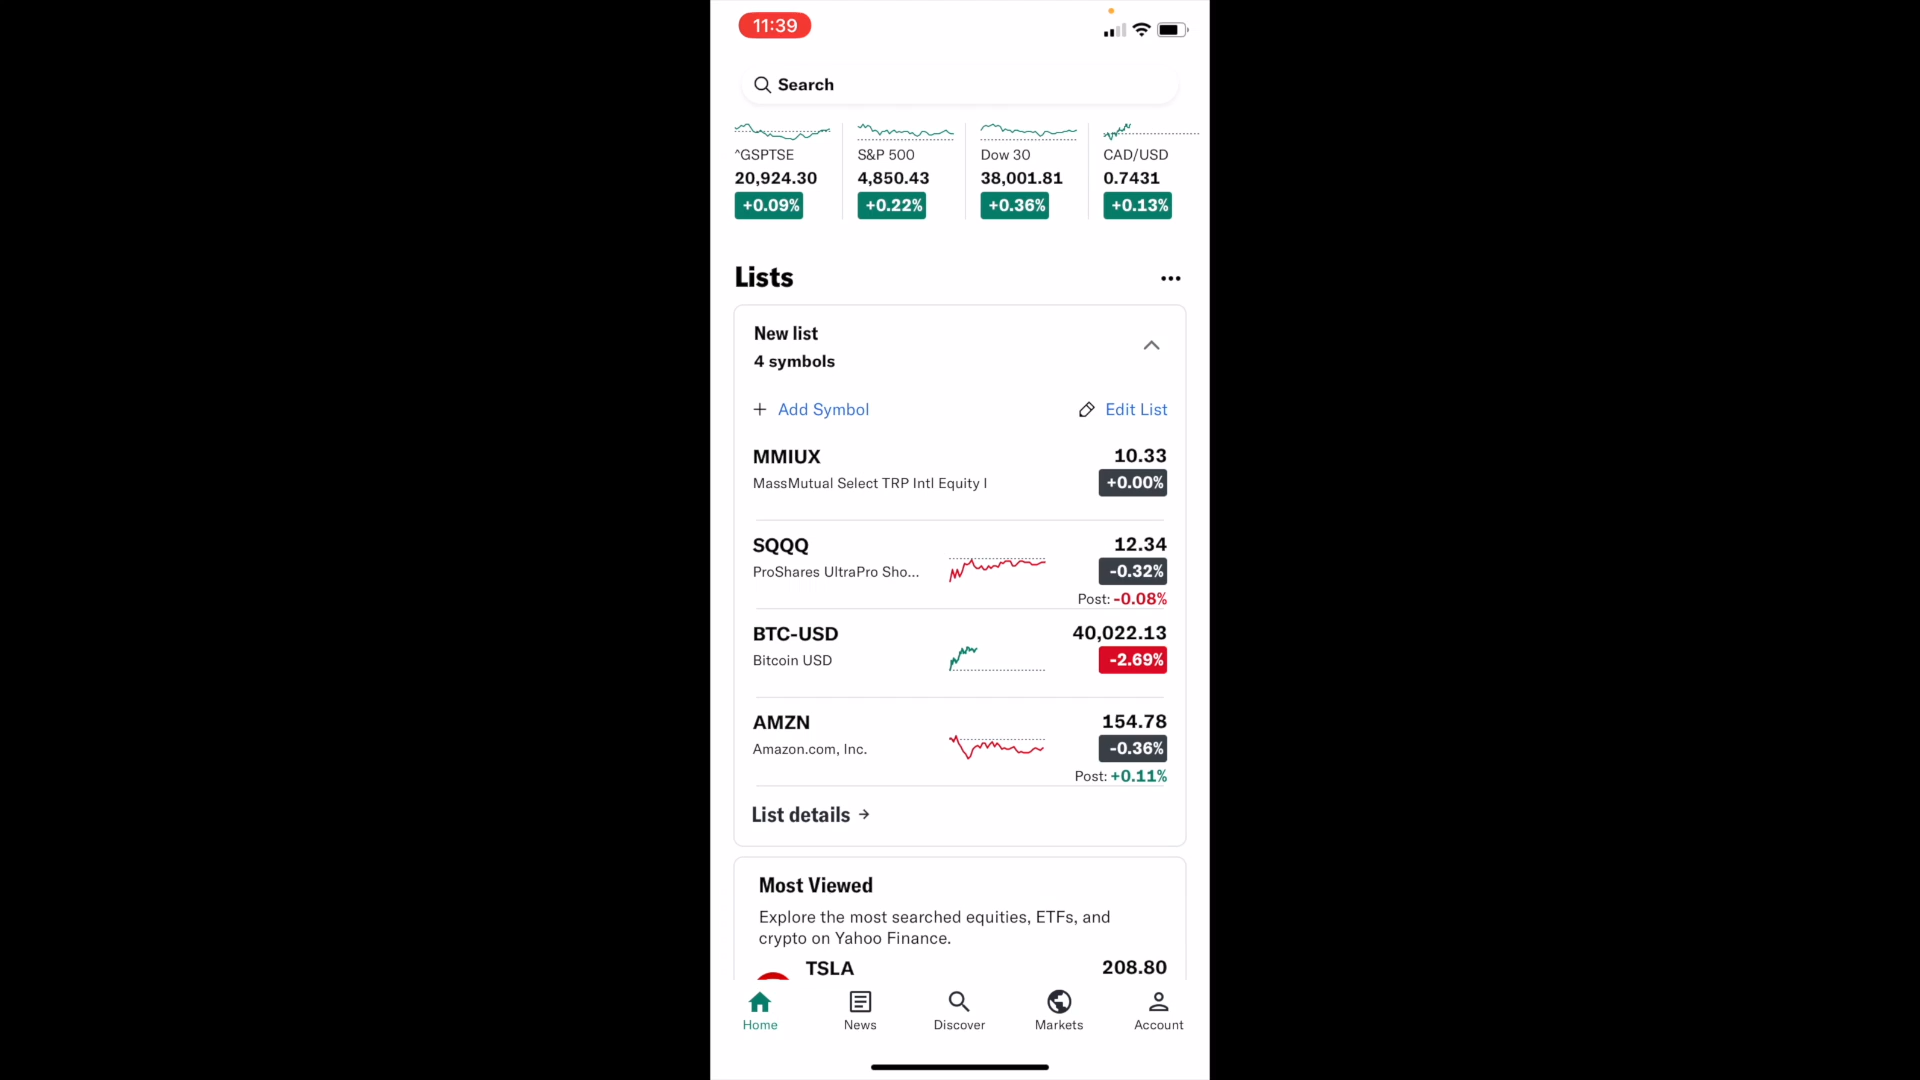 11:39
Search
^GSPTSE
20,924.30
+0.09%
S&P 500
4,850.43
+0.22%
Dow 30
38,001.81
+0.36%
CAD/USD
0.7431
+0.13%
Lists
New list
4 symbols
Add Symbol
Edit List
MMIUX
10.33
MassMutual Select TRP Intl Equity I
+0.00%
SQQQ
12.34
ProShares UltraPro Sho...
-0.32%
Post: -0.08%
BTC-USD
40,022.13
Bitcoin USD
-2.69%
AMZN
154.78
Amazon.com, Inc.
-0.36%
Post: +0.11%
List details
Most Viewed
Explore the most searched equities, ETFs, and
crypto on Yahoo Finance.
TSLA
208.80
Home
News
Discover
Markets
Account